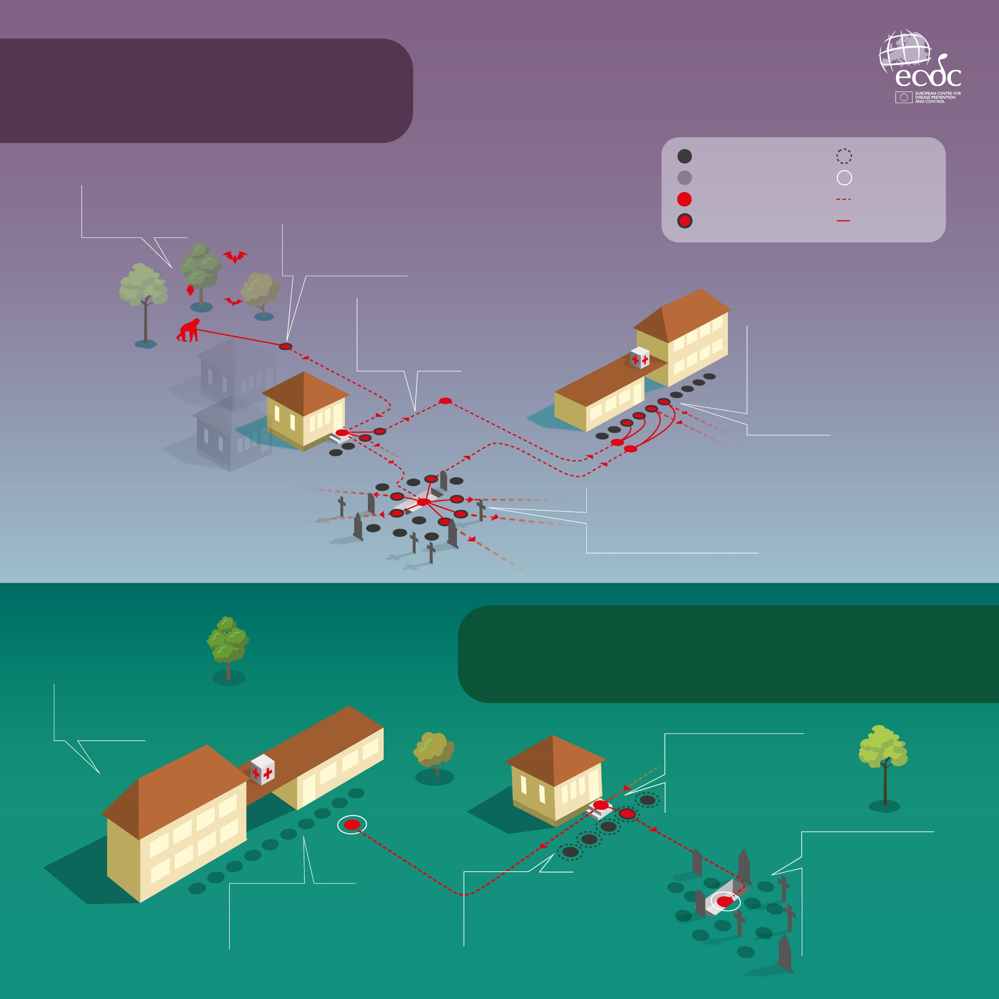 ecdc
EUROPEAN CENTRE FOR
DISEASE PREVENTION
AND CONTROL